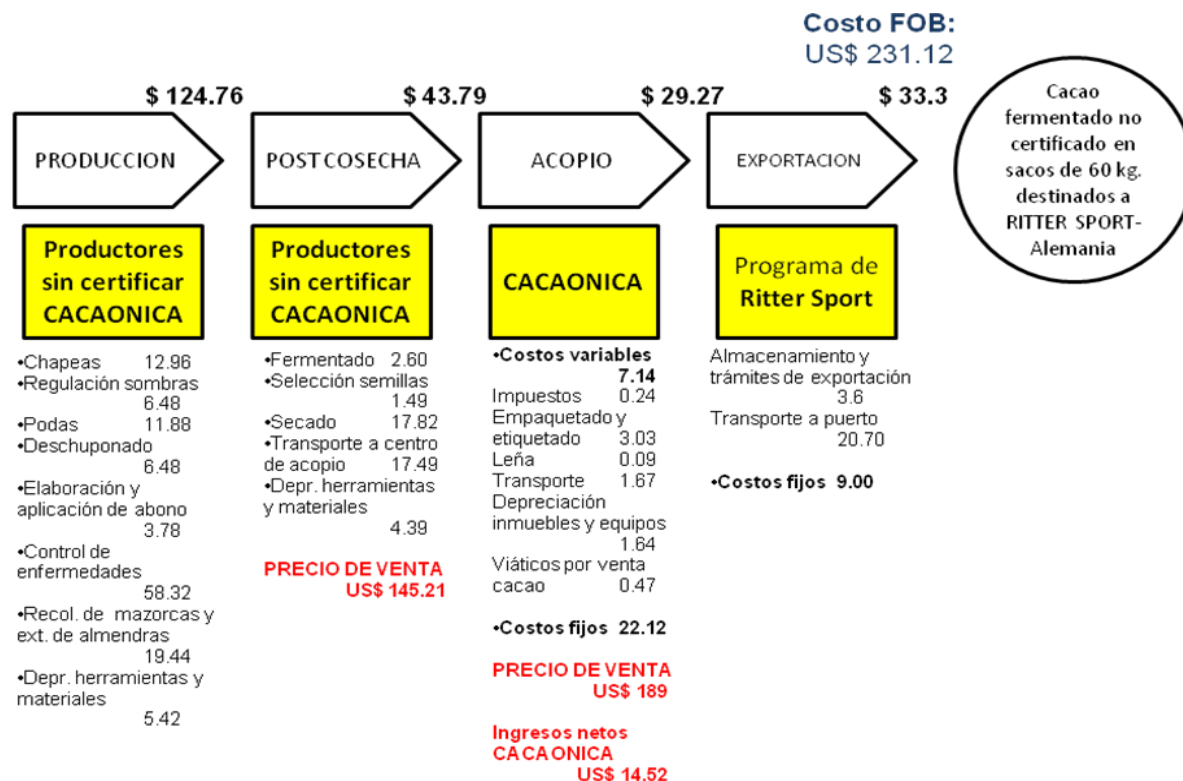 Costo FOB:
US$ 231.12
$ 124.76
$ 43.79
$ 29.27
$ 33.3
PRODUCCION
POSTCOSECHA
ACOPIO
EXPORTACION
Cacao
fermentado no
certificado en
sacos de 60 kg.
destinados a
RITTER SPORT-
Alemania
Productores
sin certificar
CACAONICA
Productores
sin certificar
CACAONICA
CACAONICA
Programa de
Ritter Sport
•Chapeas 12.96
•Regulación sombras
6.48
•Podas 11.88
•Deschuponado
6.48
•Elaboración y
aplicación de abono
3.78
•Control de
enfermedades
58.32
•Recol. de mazorcas y
ext. de almendras
19.44
•Depr. herramientas y
materiales
5.42
•Fermentado 2.60
•Selección semillas
1.49
•Secado 17.82
•Transporte a centro
de acopio 17.49
•Depr. herramientas
y materiales
4.39
PRECIO DE VENTA
US$ 145.21
•Costos variables
7.14
Impuestos 0.24
Empaquetado y
etiquetado 3.03
Leña 0.09
Transporte 1.67
Depreciación
inmuebles y equipos
1.64
Viáticos por venta
cacao 0.47
•Costos fijos 22.12
PRECIO DE VENTA
US$ 189
Ingresos netos
CACAONICA
US$ 14.52
Almacenamiento y
trámites de exportación
3.6
Transporte a puerto
20.70
•Costos fijos 9.00